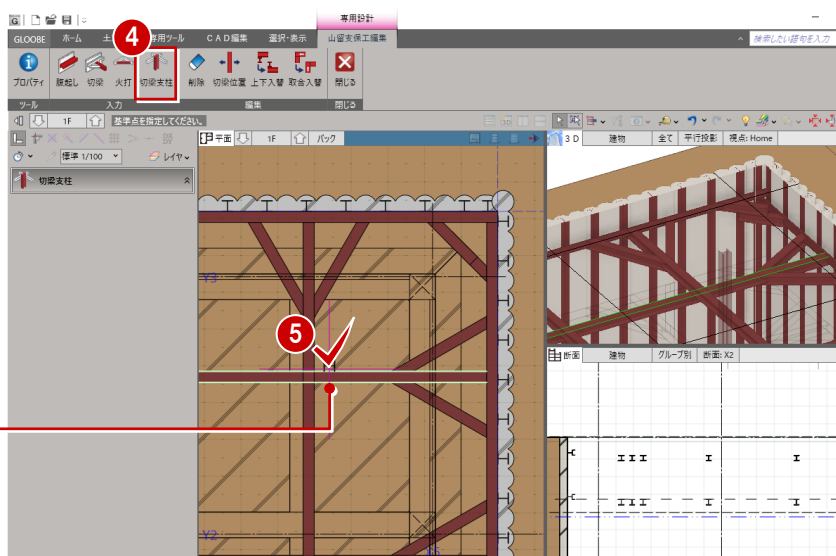 専用設計
GLOOBE ホーム 土 専用ツール CAD編集 選択・表示 山留支保工編集 検索したい語句を入力
4
プロパティ 腹起し 切梁 火打 切梁支柱 削除 切梁位置 上下入替 取合入替 閉じる
ツール 入力 編集 閉じる
1F 基準点を指定してください。
平面 1F バック
3D 建物 全て 平行投影 視点: Home
標準 1/100 レイヤ
切梁支柱
Y3
5
断面 建物 グループ別 断面: X2
Y2